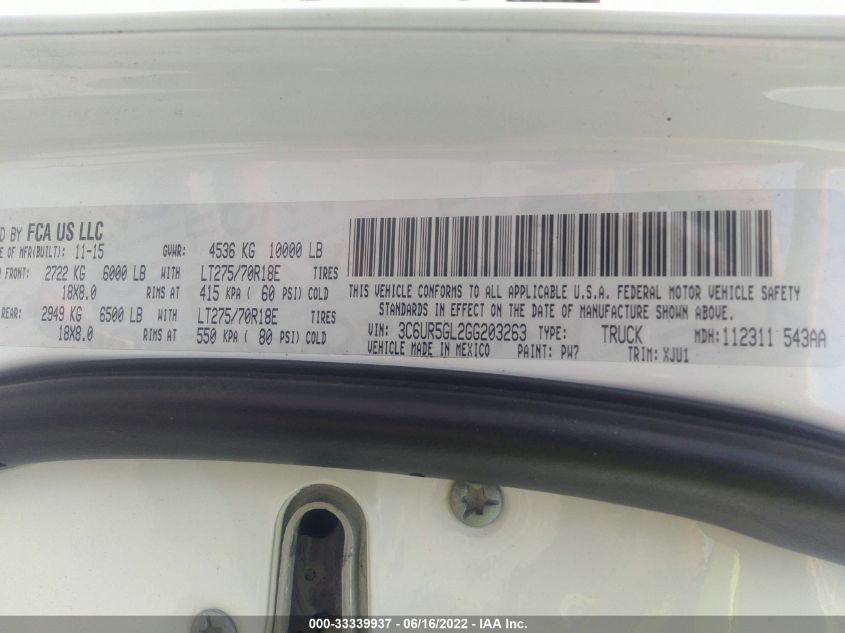 D BY FCA US LLC
E OF MFR(BUILT): 11-15 GVWR: 4536 KG 10000 LB
FRONT: 2722 KG 6000 LB WITH LT275/70R18E TIRES
18X8.0 RIMS AT 415 KPA ( 60 PSI) COLD
REAR: 2949 KG 6500 LB WITH LT275/70R18E TIRES
18X8.0 RIMS AT 550 KPA ( 80 PSI) COLD
THIS VEHICLE CONFORMS TO ALL APPLICABLE U.S.A. FEDERAL MOTOR VEHICLE SAFETY
STANDARDS IN EFFECT ON THE DATE OF MANUFACTURE SHOWN ABOVE.
VIN: 3C6UR5GL2GG203263 TYPE: TRUCK MDH: 112311 543AA
VEHICLE MADE IN MEXICO PAINT: PW7 TRIM: XJU1
000-33339937 - 06/16/2022 - IAA Inc.